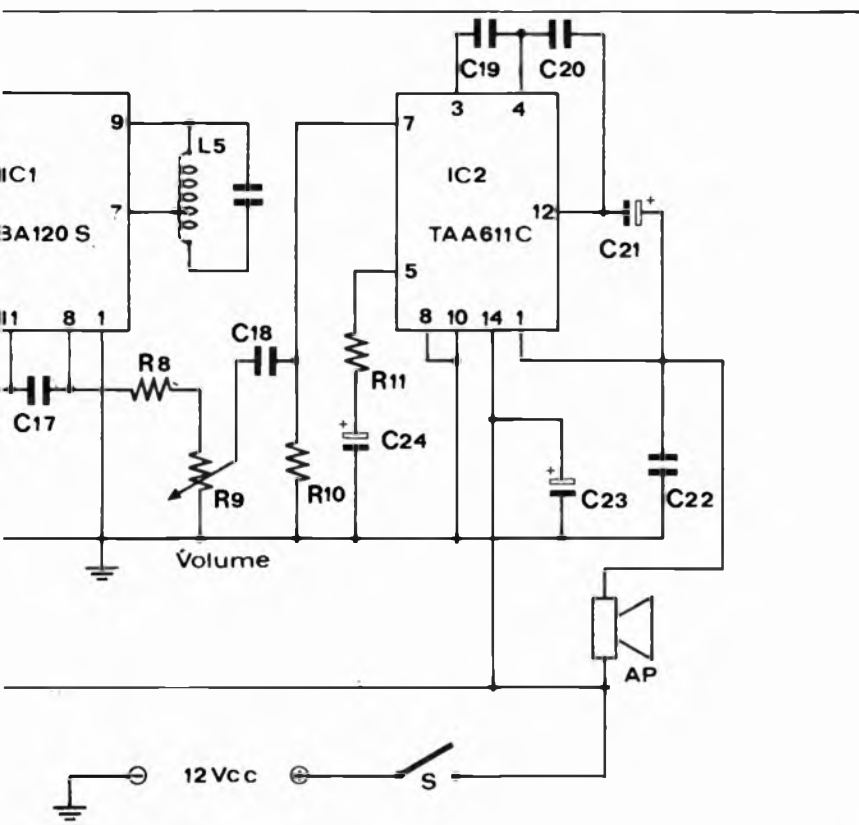 C19
C20
3
4
9
7
L5
IC1
IC2
7
12
BA120 S
TAA611C
C21
+
5
11
8
1
C18
8
10
14
1
R8
R11
C17
+
C24
R9
R10
+
C23
C22
Volume
AP
12 Vcc
+
S